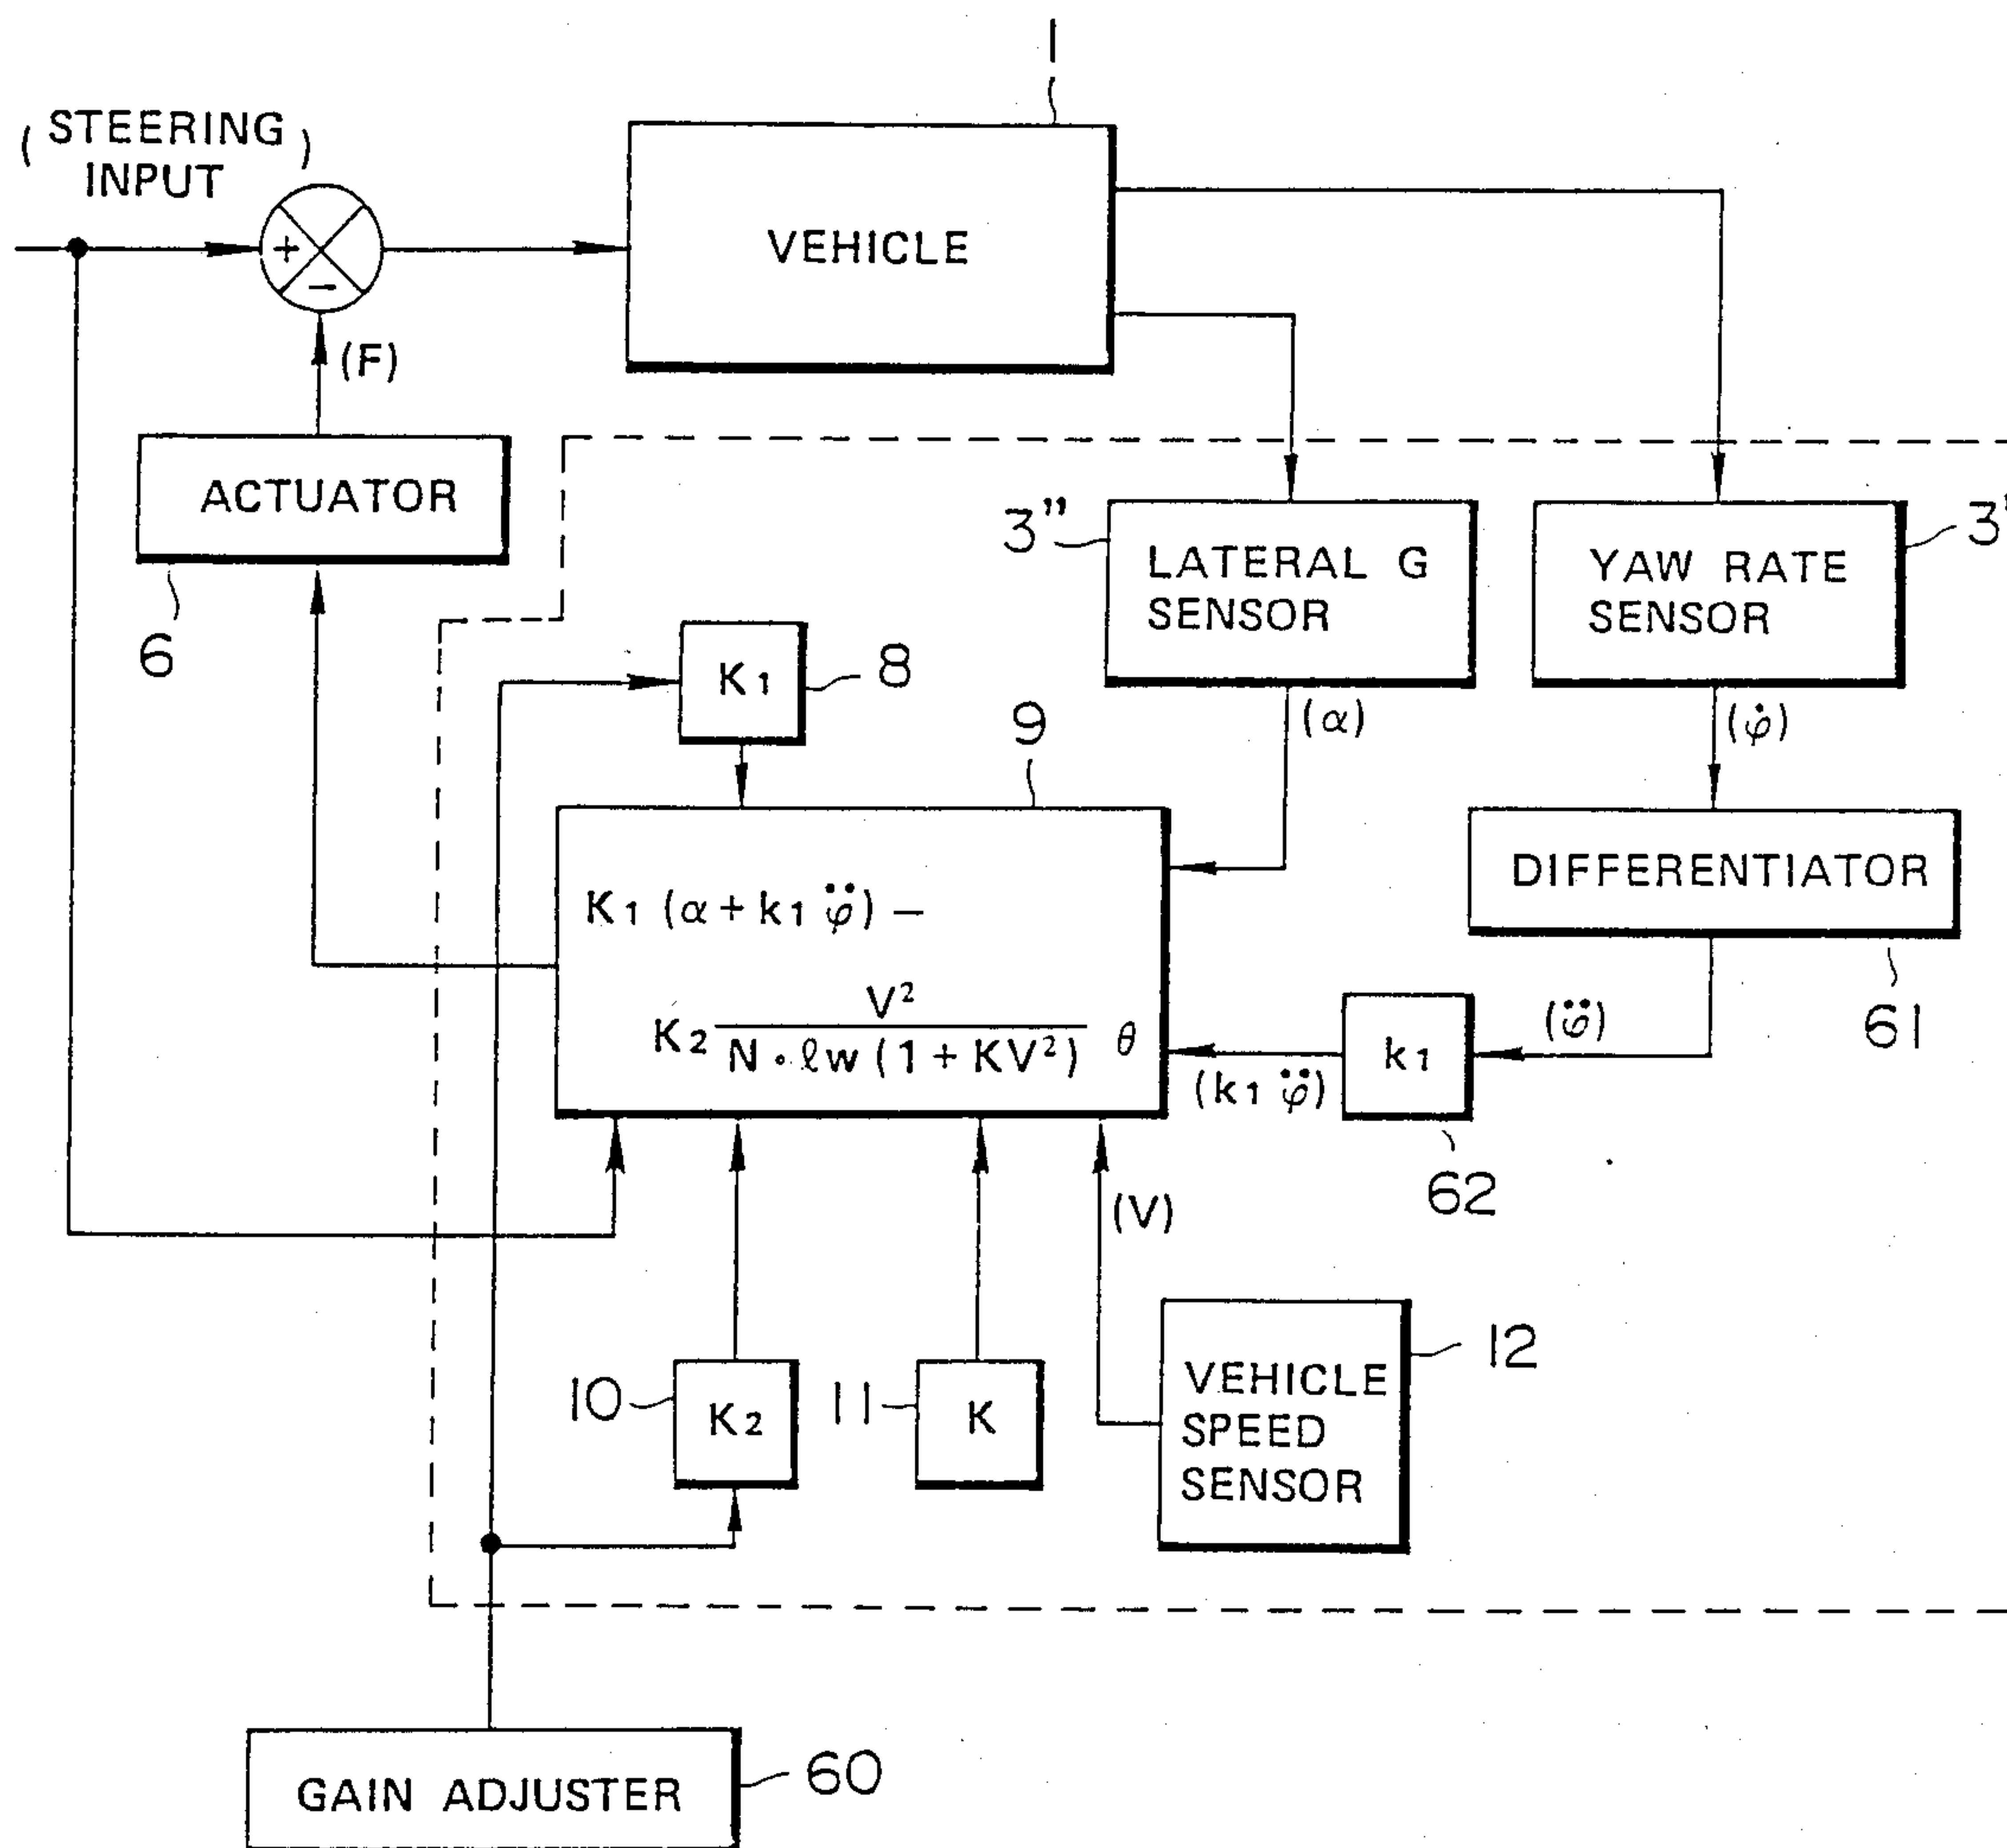 1
( STEERING )
INPUT
+
−
VEHICLE
(F)
ACTUATOR
6
3"
LATERAL G
SENSOR
YAW RATE
SENSOR
3'
K1
8
(α)
(φ̇)
9
DIFFERENTIATOR
61
K1 (α + k1 φ̈) −
K2 V² / N · ℓw (1 + KV²) θ
(φ̈)
k1
(k1 φ̈)
62
(V)
10
K2
11
K
VEHICLE
SPEED
SENSOR
12
GAIN ADJUSTER
60